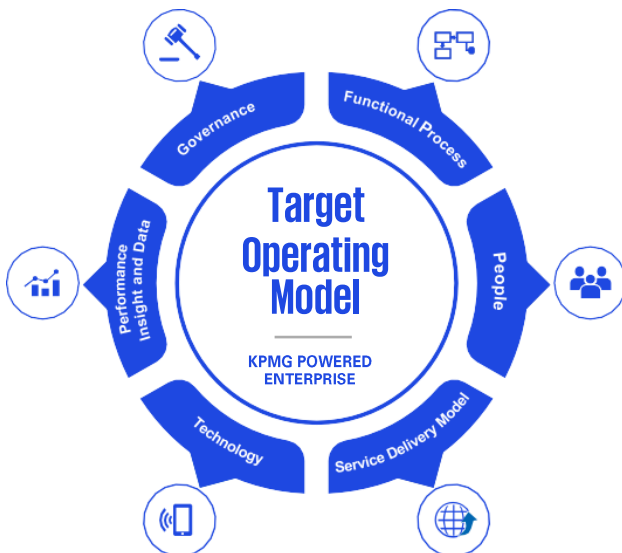 Target
Operating
Model
KPMG POWERED
ENTERPRISE
Functional Process
People
Service Delivery Model
Technology
Performance
Insight and Data
Governance